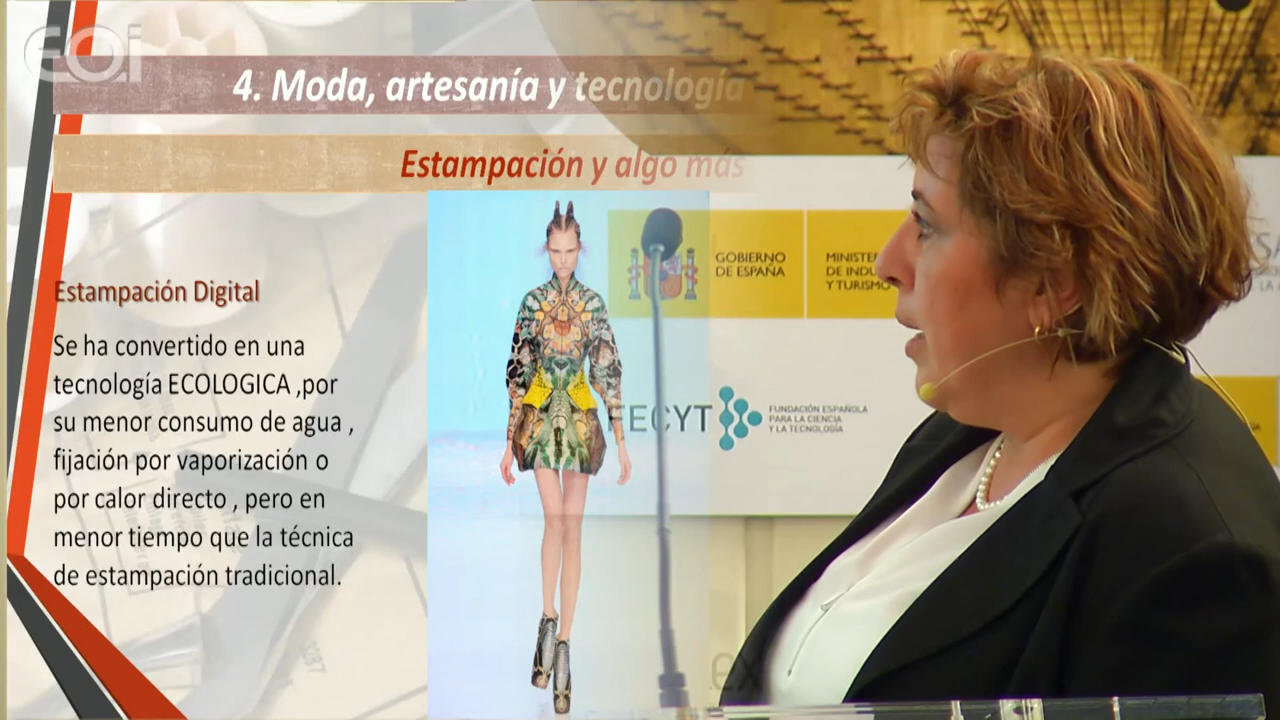 EOi
4. Moda, artesanía y tecnología
Estampación y algo más
GOBIERNO
DE ESPAÑA
Y TURISMO
Estampación Digital
Se ha convertido en una
tecnología ECOLOGICA ,por
su menor consumo de agua ,
fijación por vaporización o
por calor directo , pero en
menor tiempo que la técnica
de estampación tradicional.
FECYT
FUNDACIÓN ESPAÑOLA
PARA LA CIENCIA
Y LA TECNOLOGÍA